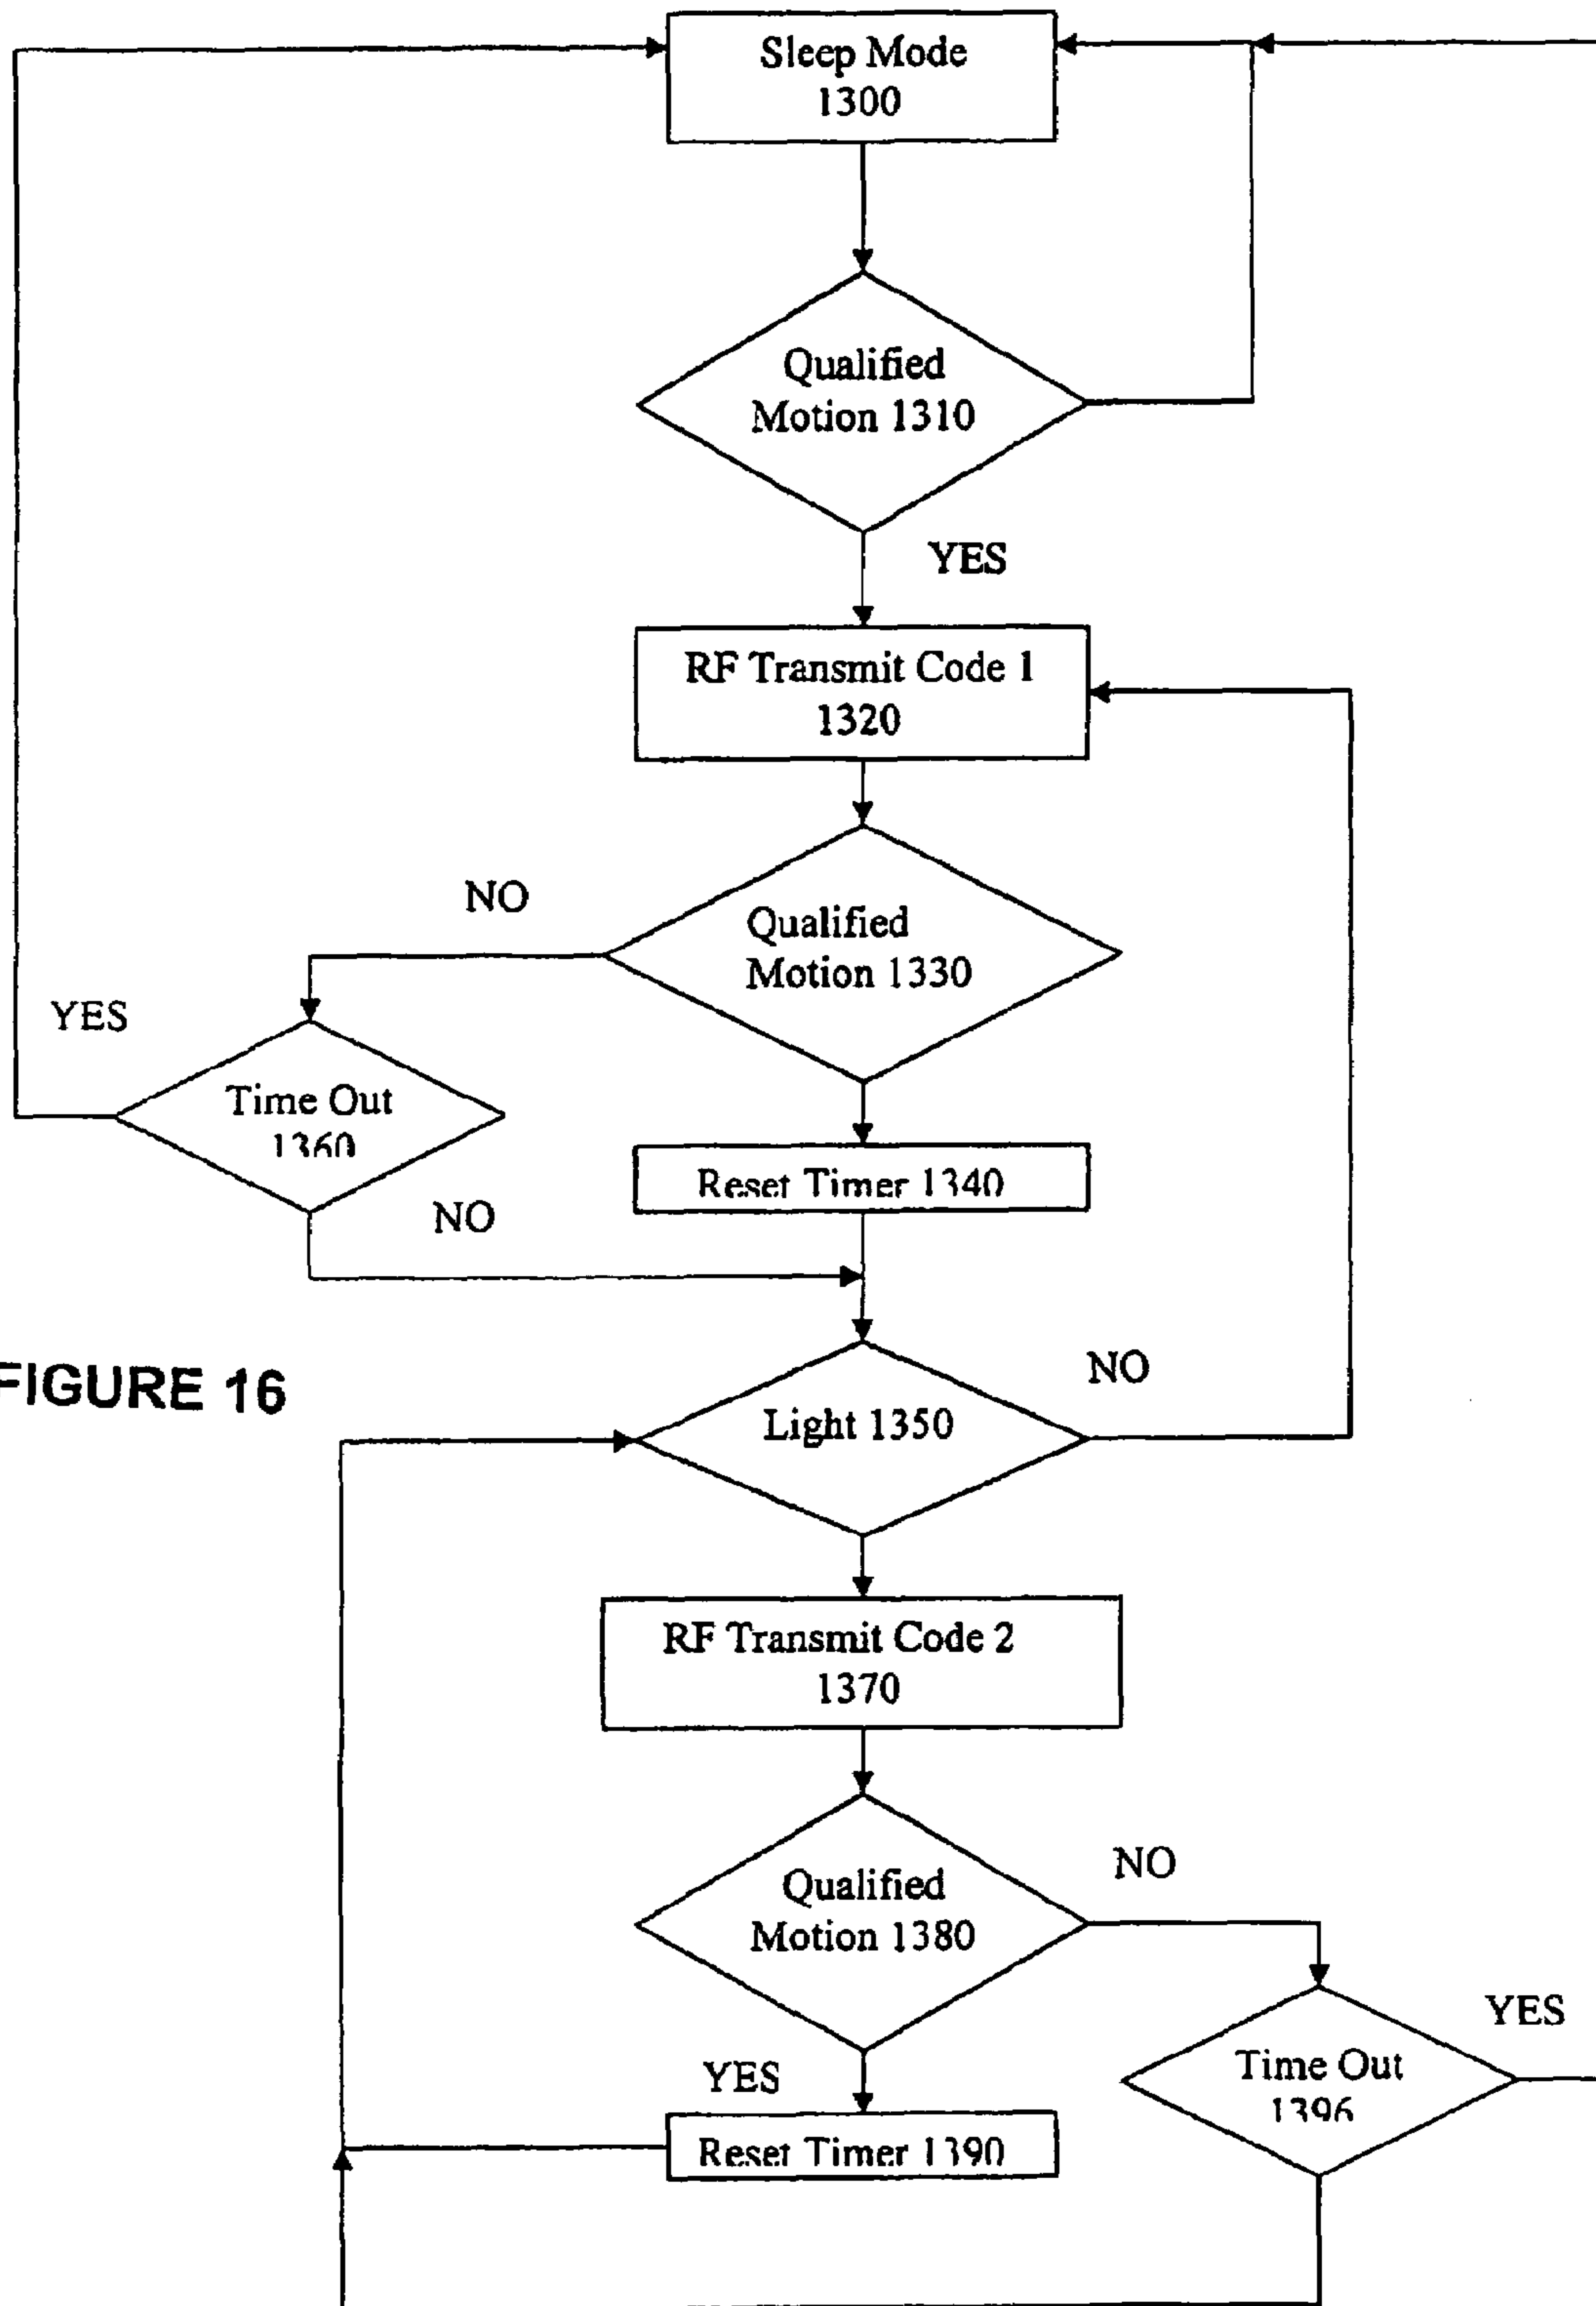 Sleep Mode
1300
Qualified
Motion 1310
YES
RF Transmit Code 1
1320
NO
Qualified
Motion 1330
YES
Time Out
1360
Reset Timer 1340
NO
FIGURE 16
NO
Light 1350
RF Transmit Code 2
1370
NO
Qualified
Motion 1380
YES
YES
Time Out
1396
Reset Timer 1390